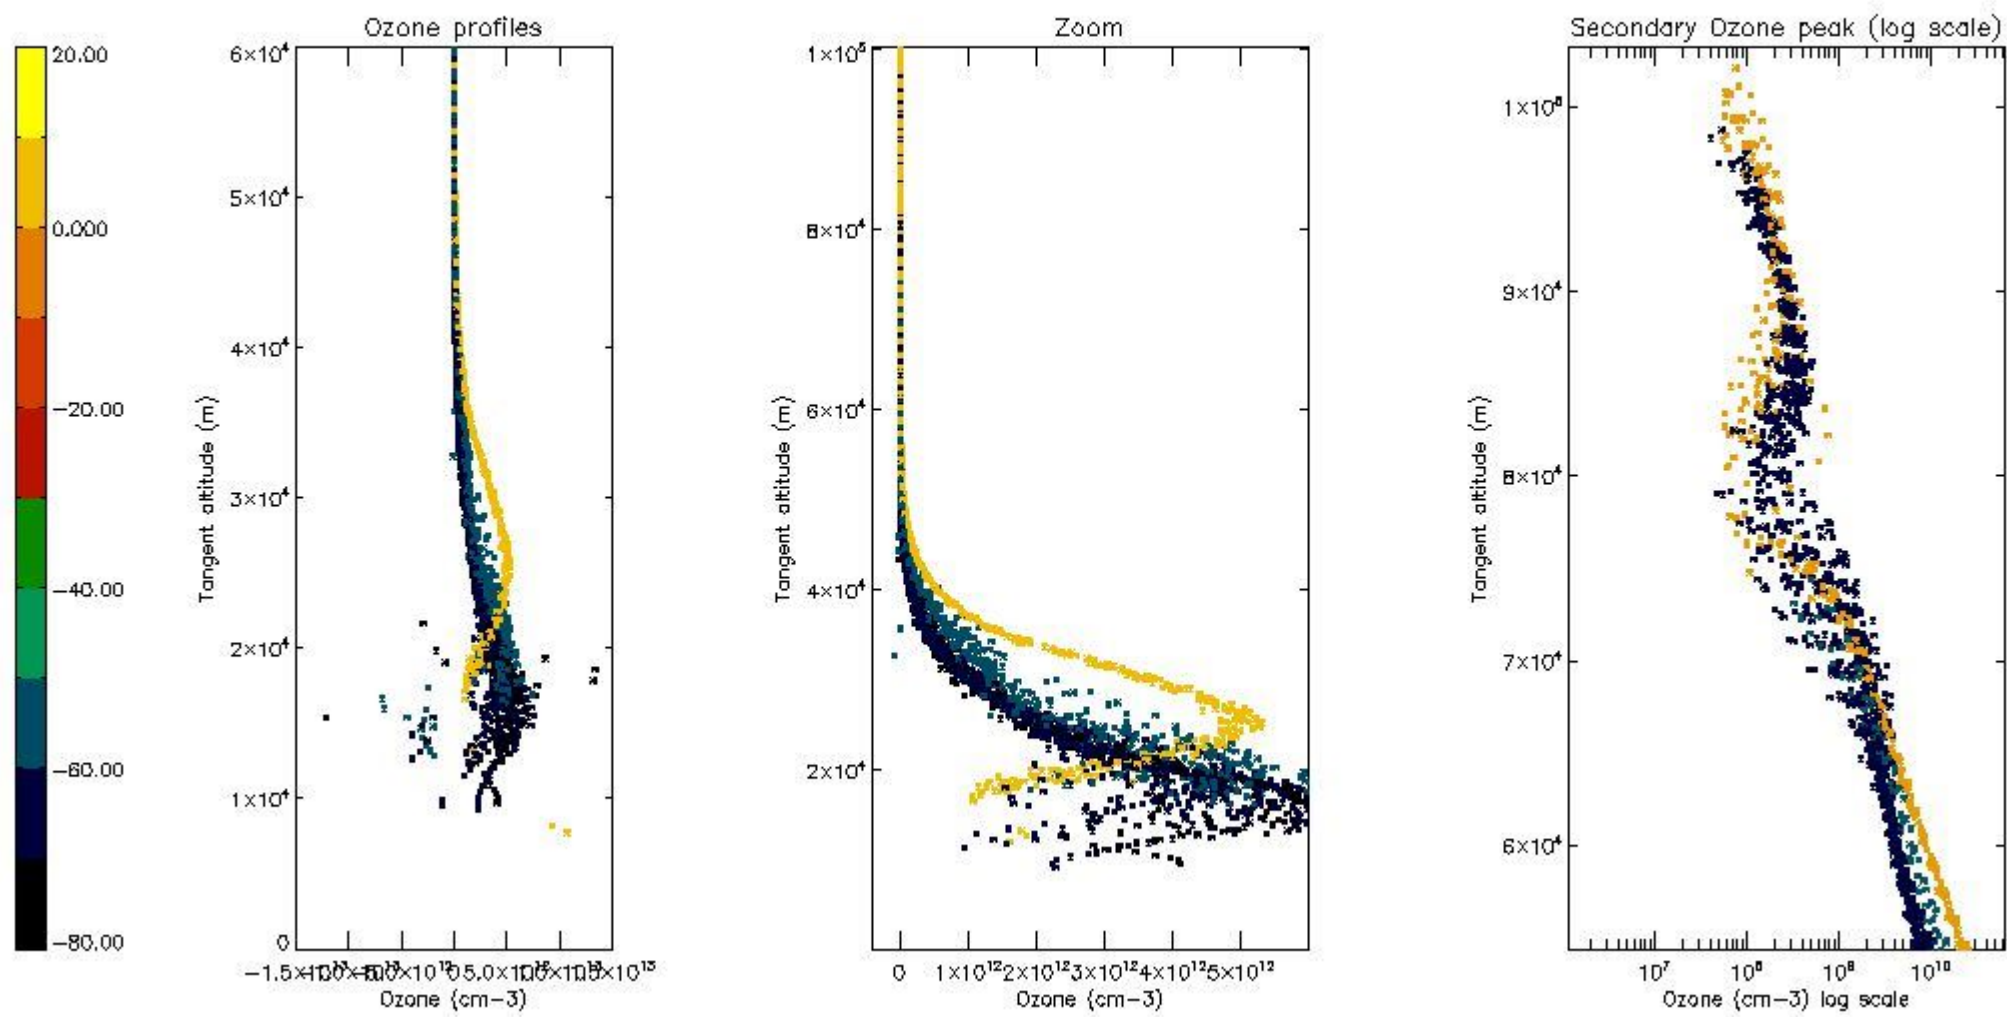 Ozone profiles
Zoom
Secondary Ozone peak (log scale)
20.00
0.000
−20.00
−40.00
−60.00
−80.00
6×10⁴
5×10⁴
4×10⁴
3×10⁴
2×10⁴
1×10⁴
0
Tangent altitude (m)
Ozone (cm−3)
1×10⁵
8×10⁴
6×10⁴
4×10⁴
2×10⁴
Tangent altitude (m)
0 1×10¹² 2×10¹² 3×10¹² 4×10¹² 5×10¹²
Ozone (cm−3)
9×10⁴
8×10⁴
7×10⁴
6×10⁴
Tangent altitude (m)
10⁷ 10⁸ 10⁹ 10¹⁰
Ozone (cm−3) log scale